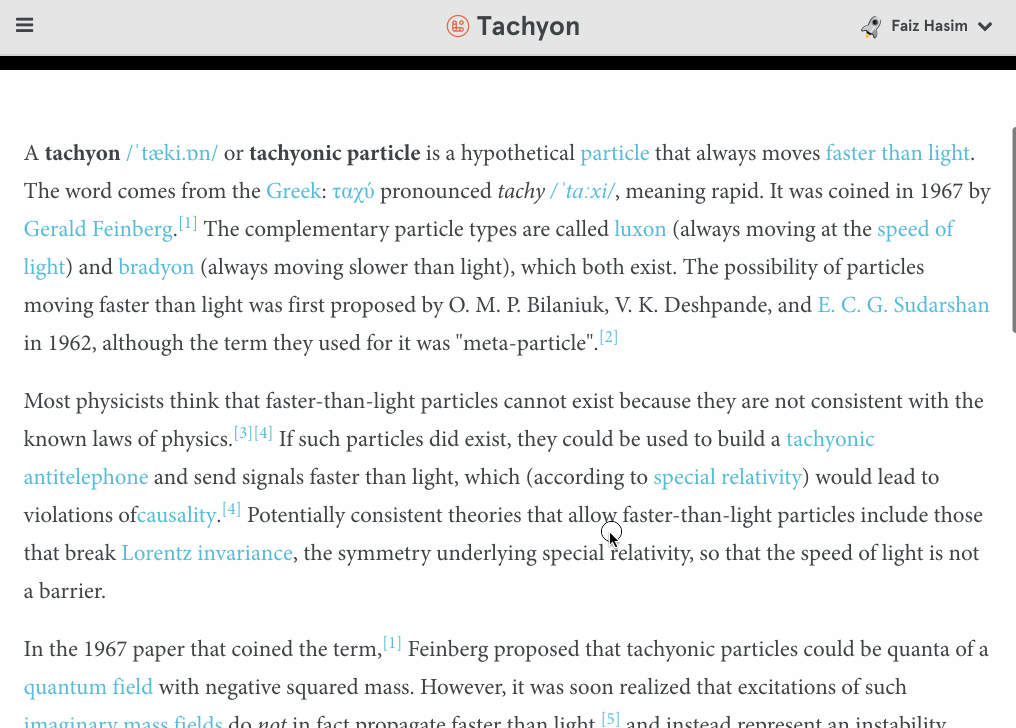 Tachyon
Faiz Hasim
A tachyon /ˈtæki.ɒn/ or tachyonic particle is a hypothetical particle that always moves faster than light.
The word comes from the Greek: ταχύ pronounced tachy /ˈtaːxi/, meaning rapid. It was coined in 1967 by
Gerald Feinberg.[1] The complementary particle types are called luxon (always moving at the speed of
light) and bradyon (always moving slower than light), which both exist. The possibility of particles
moving faster than light was first proposed by O. M. P. Bilaniuk, V. K. Deshpande, and E. C. G. Sudarshan
in 1962, although the term they used for it was "meta-particle".[2]
Most physicists think that faster-than-light particles cannot exist because they are not consistent with the
known laws of physics.[3][4] If such particles did exist, they could be used to build a tachyonic
antitelephone and send signals faster than light, which (according to special relativity) would lead to
violations ofcausality.[4] Potentially consistent theories that allow faster-than-light particles include those
that break Lorentz invariance, the symmetry underlying special relativity, so that the speed of light is not
a barrier.
In the 1967 paper that coined the term,[1] Feinberg proposed that tachyonic particles could be quanta of a
quantum field with negative squared mass. However, it was soon realized that excitations of such
imaginary mass fields do not in fact propagate faster than light,[5] and instead represent an instability